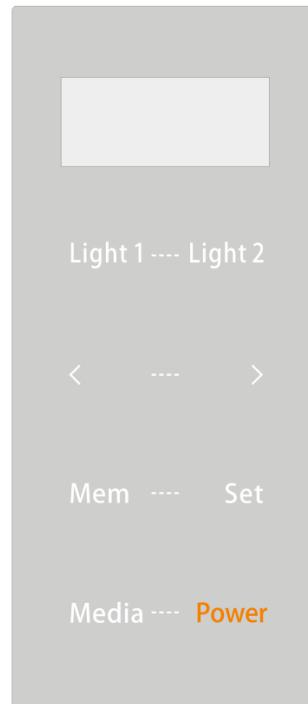 Light 1 ---- Light 2
< ---- >
Mem ---- Set
Media ---- Power